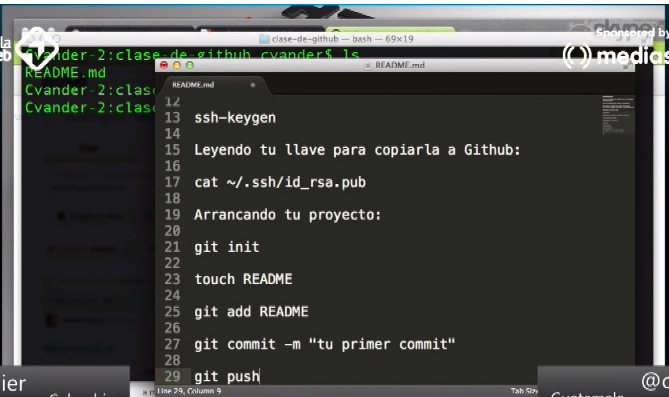 Sponsored by
clase-de-github — bash — 69×19
Cvander-2:clase-de-github cvander$ ls
README.md
Cvander-2:clase
Cvander-2:clase
README.md
README.md
12
13 ssh-keygen
14
15 Leyendo tu llave para copiarla a Github:
16
17 cat ~/.ssh/id_rsa.pub
18
19 Arrancando tu proyecto:
20
21 git init
22
23 touch README
24
25 git add README
26
27 git commit -m "tu primer commit"
28
29 git push
Line 29, Column 9
Tab Size